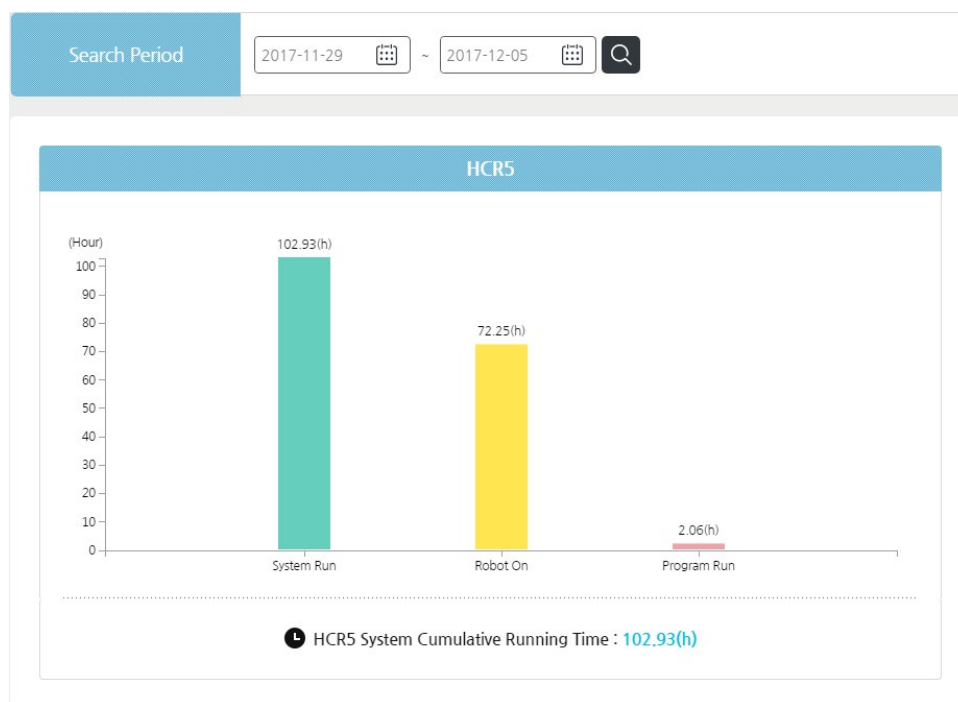 Search Period 2017-11-29 ~ 2017-12-05
HCR5
(Hour)
100
90
80
70
60
50
40
30
20
10
0
102.93(h)
72.25(h)
2.06(h)
System Run Robot On Program Run
HCR5 System Cumulative Running Time : 102.93(h)